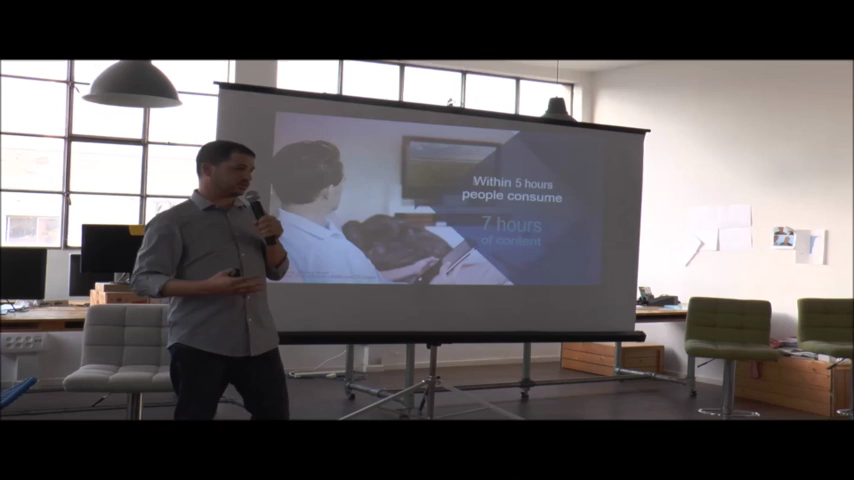 Within 5 hours
people consume
7 hours
of content